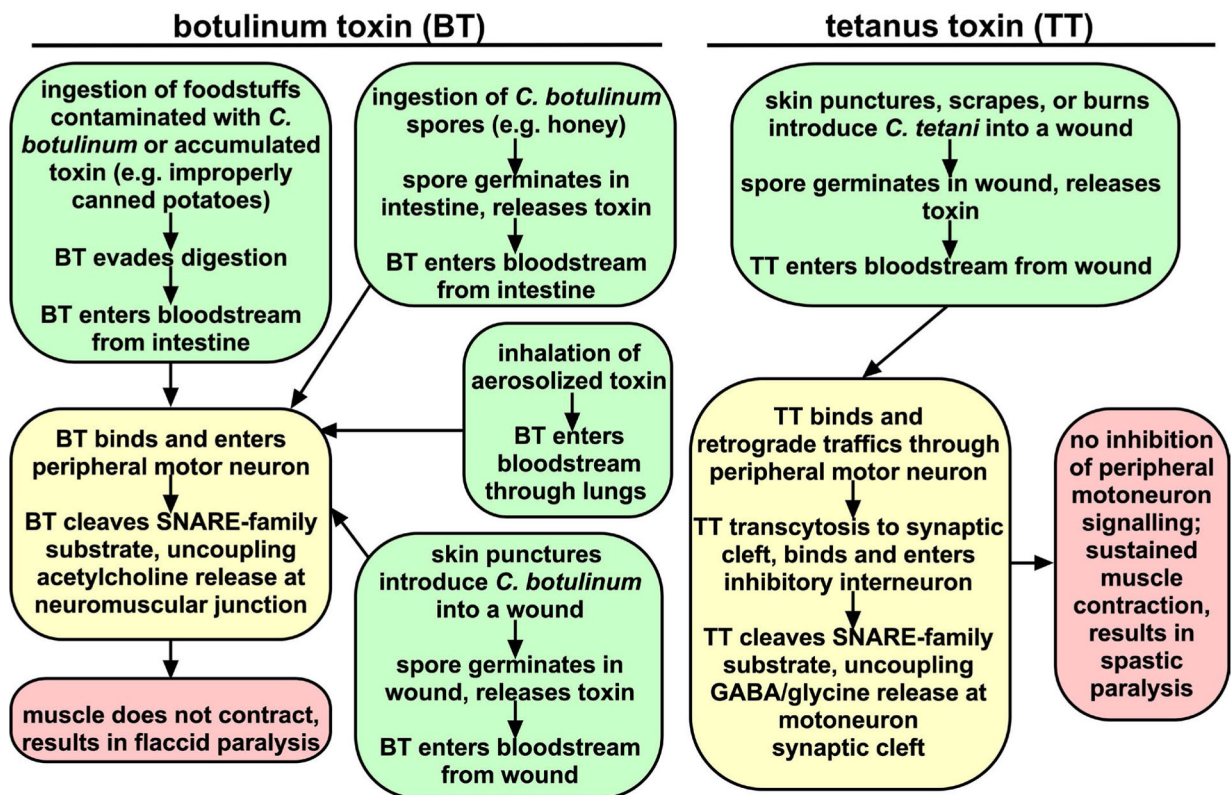 botulinum toxin (BT)
ingestion of foodstuffs
contaminated with C.
botulinum or accumulated
toxin (e.g. improperly
canned potatoes)
BT evades digestion
BT enters bloodstream
from intestine
ingestion of C. botulinum
spores (e.g. honey)
spore germinates in
intestine, releases toxin
BT enters bloodstream
from intestine
inhalation of
aerosolized toxin
BT enters
bloodstream
through lungs
skin punctures
introduce C. botulinum
into a wound
spore germinates in
wound, releases toxin
BT enters bloodstream
from wound
BT binds and enters
peripheral motor neuron
BT cleaves SNARE-family
substrate, uncoupling
acetylcholine release at
neuromuscular junction
muscle does not contract,
results in flaccid paralysis
tetanus toxin (TT)
skin punctures, scrapes, or burns
introduce C. tetani into a wound
spore germinates in wound, releases
toxin
TT enters bloodstream from wound
TT binds and
retrograde traffics through
peripheral motor neuron
TT transcytosis to synaptic
cleft, binds and enters
inhibitory interneuron
TT cleaves SNARE-family
substrate, uncoupling
GABA/glycine release at
motoneuron
synaptic cleft
no inhibition
of peripheral
motoneuron
signalling;
sustained
muscle
contraction,
results in
spastic
paralysis